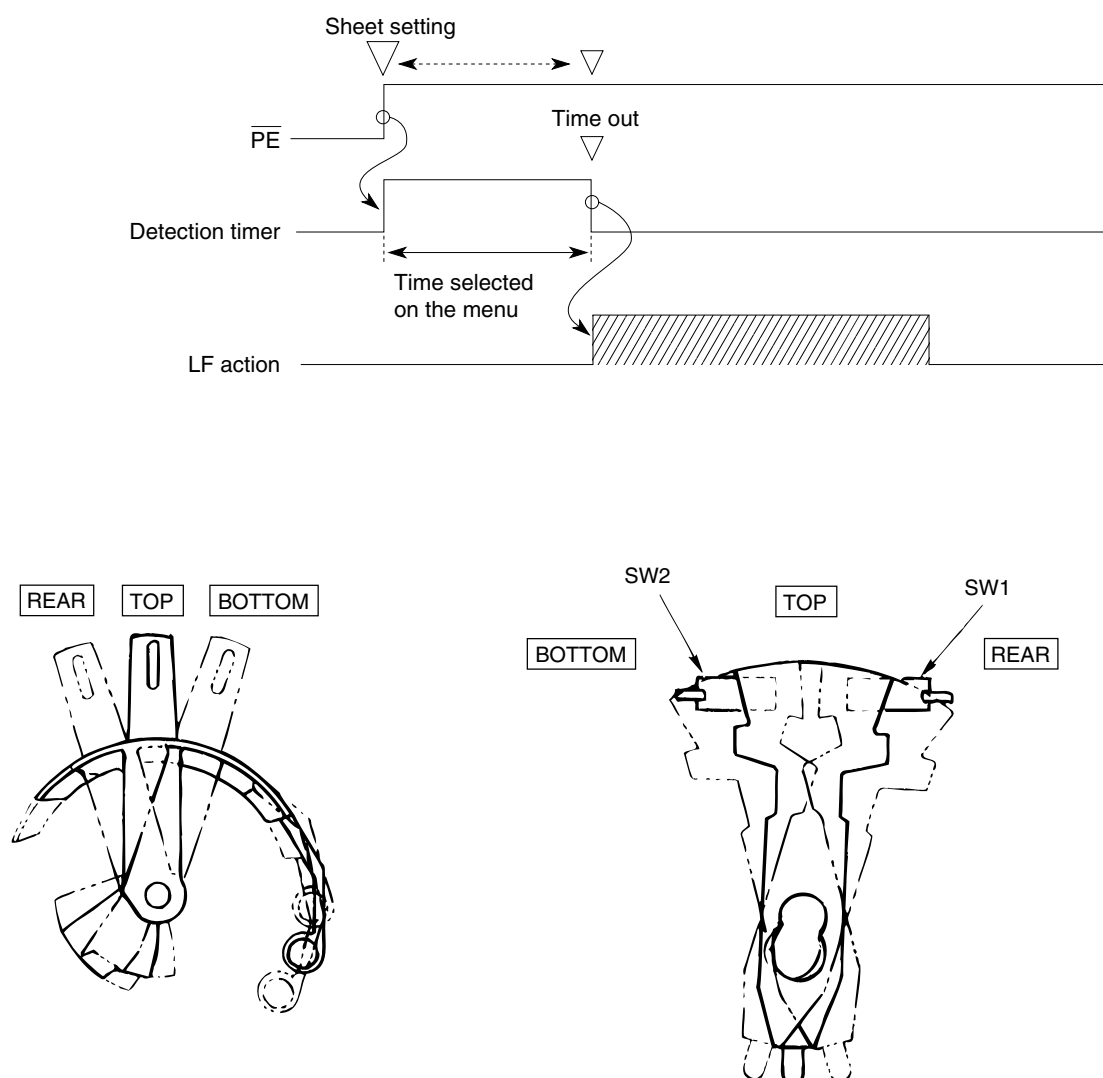 Sheet setting
PE
Time out
Detection timer
Time selected
on the menu
LF action
REAR
TOP
BOTTOM
SW2
TOP
SW1
BOTTOM
REAR